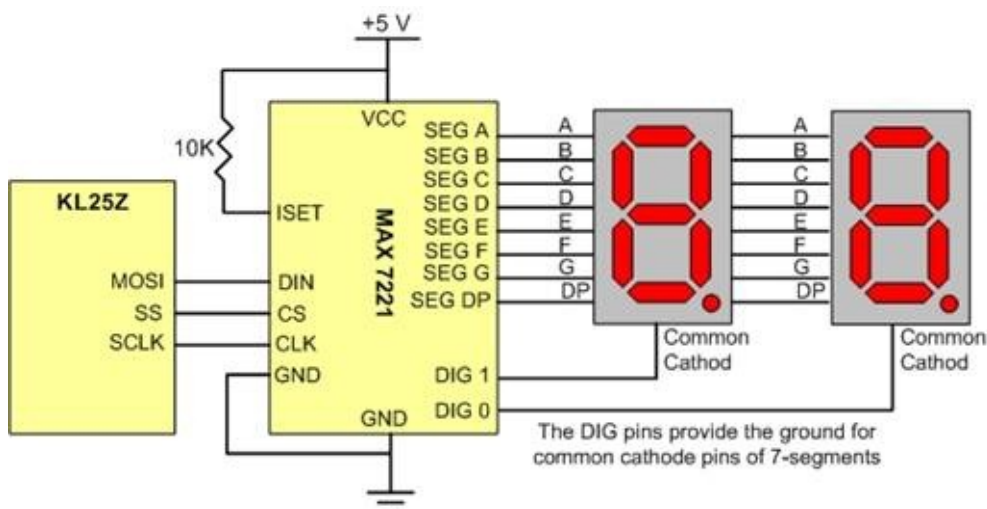 +5 V
10K
KL25Z
MOSI
SS
SCLK
VCC
ISET
DIN
CS
CLK
GND
GND
MAX 7221
SEG A
SEG B
SEG C
SEG D
SEG E
SEG F
SEG G
SEG DP
DIG 1
DIG 0
A
B
C
D
E
F
G
DP
A
B
C
D
E
F
G
DP
Common
Cathod
Common
Cathod
The DIG pins provide the ground for
common cathode pins of 7-segments